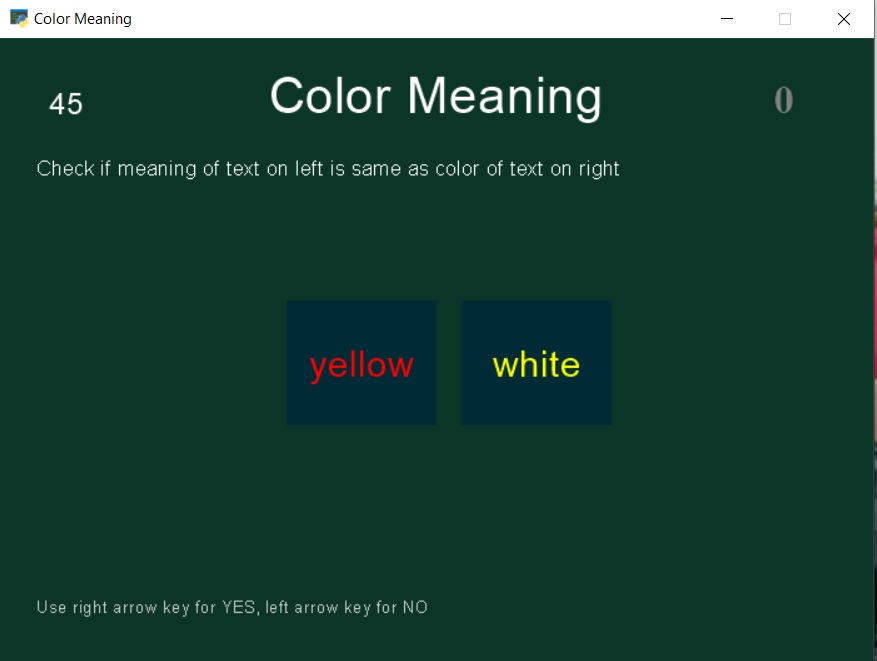 Color Meaning
45 Color Meaning 0
Check if meaning of text on left is same as color of text on right
yellow white
Use right arrow key for YES, left arrow key for NO